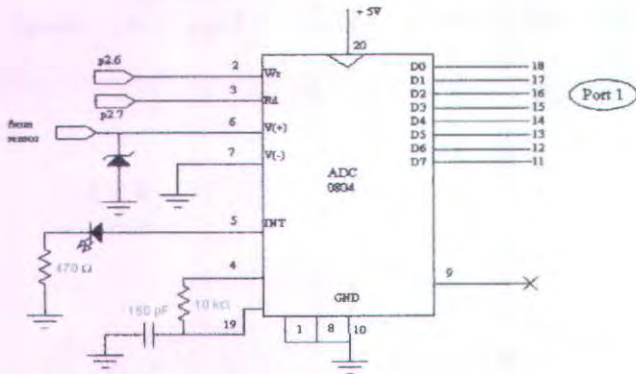 + 5V
20
p2.6
2
Wr
D0
18
3
Rd
D1
17
p2.7
D2
16
Port 1
D3
15
from
sensor
6
V(+)
D4
14
D5
13
D6
12
7
V(-)
D7
11
ADC
0804
5
INT
470 Ω
4
9
150 pF
10 kΩ
GND
19
1
8
10